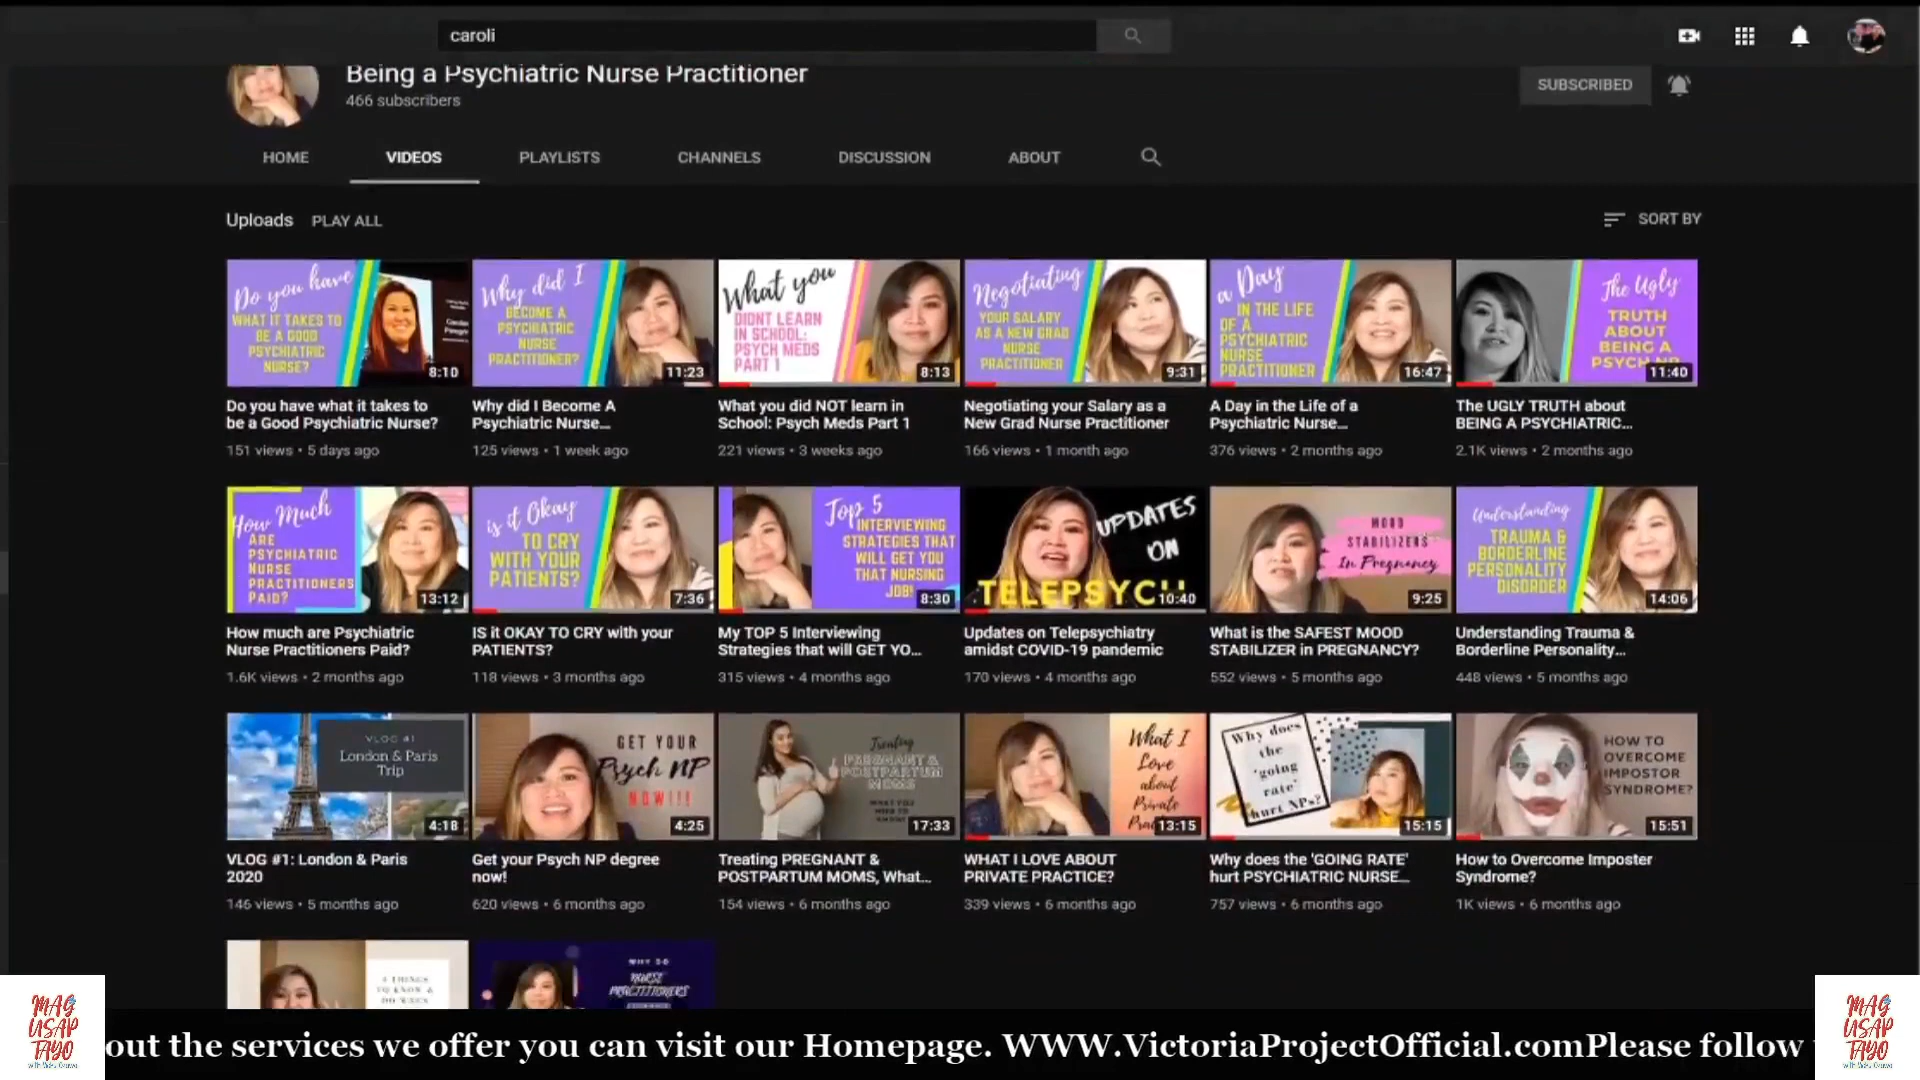 caroli
Being a Psychiatric Nurse Practitioner
466 subscribers
SUBSCRIBED
HOME VIDEOS PLAYLISTS CHANNELS DISCUSSION ABOUT
Uploads PLAY ALL
SORT BY
Do you have
WHAT IT TAKES TO
BE A GOOD
PSYCHIATRIC
NURSE?
8:10
Do you have what it takes to
be a Good Psychiatric Nurse?
151 views • 5 days ago
Why did I
BECOME A
PSYCHIATRIC
NURSE
PRACTITIONER?
11:23
Why did I Become A
Psychiatric Nurse...
125 views • 1 week ago
What you
DIDNT LEARN
IN SCHOOL:
PSYCH MEDS
PART 1
8:13
What you did NOT learn in
School: Psych Meds Part 1
221 views • 3 weeks ago
Negotiating
YOUR SALARY
AS A NEW GRAD
NURSE
PRACTITIONER
9:31
Negotiating your Salary as a
New Grad Nurse Practitioner
166 views • 1 month ago
a Day
IN THE LIFE
OF A
PSYCHIATRIC
NURSE
PRACTITIONER
16:47
A Day in the Life of a
Psychiatric Nurse...
376 views • 2 months ago
The Ugly
TRUTH
ABOUT
BEING A
PSYCH NP
11:40
The UGLY TRUTH about
BEING A PSYCHIATRIC...
2.1K views • 2 months ago
How Much
ARE
PSYCHIATRIC
NURSE
PRACTITIONERS
PAID?
13:12
How much are Psychiatric
Nurse Practitioners Paid?
1.6K views • 2 months ago
is it Okay
TO CRY
WITH YOUR
PATIENTS?
7:36
IS it OKAY TO CRY with your
PATIENTS?
118 views • 3 months ago
Top 5
INTERVIEWING
STRATEGIES THAT
WILL GET YOU
THAT NURSING
JOB!
8:30
My TOP 5 Interviewing
Strategies that will GET YO...
315 views • 4 months ago
UPDATES
ON
TELEPSYCH
10:40
Updates on Telepsychiatry
amidst COVID-19 pandemic
170 views • 4 months ago
MOOD
STABILIZERS
In Pregnancy
9:25
What is the SAFEST MOOD
STABILIZER in PREGNANCY?
552 views • 5 months ago
Understanding
TRAUMA &
BORDERLINE
PERSONALITY
DISORDER
14:06
Understanding Trauma &
Borderline Personality...
448 views • 5 months ago
VLOG #1
London & Paris
Trip
4:18
VLOG #1: London & Paris
2020
146 views • 5 months ago
GET YOUR
Psych NP
NOW!!!
4:25
Get your Psych NP degree
now!
620 views • 6 months ago
Treating
PREGNANT &
POSTPARTUM
MOMS
WHAT YOU
NEED TO
17:33
Treating PREGNANT &
POSTPARTUM MOMS, What...
154 views • 6 months ago
What I
Love
about
Private
13:15
WHAT I LOVE ABOUT
PRIVATE PRACTICE?
339 views • 6 months ago
Why does
the
'going
rate'
hurt NPs?
15:15
Why does the 'GOING RATE'
hurt PSYCHIATRIC NURSE...
757 views • 6 months ago
HOW TO
OVERCOME
IMPOSTOR
SYNDROME?
15:51
How to Overcome Imposter
Syndrome?
1K views • 6 months ago
THINGS
TO KNOW &
WHY DO
NURSE
PRACTITIONERS
MAG
USAP
TAYO
out the services we offer you can visit our Homepage. WWW.VictoriaProjectOfficial.comPlease follow
MAG
USAP
TAYO